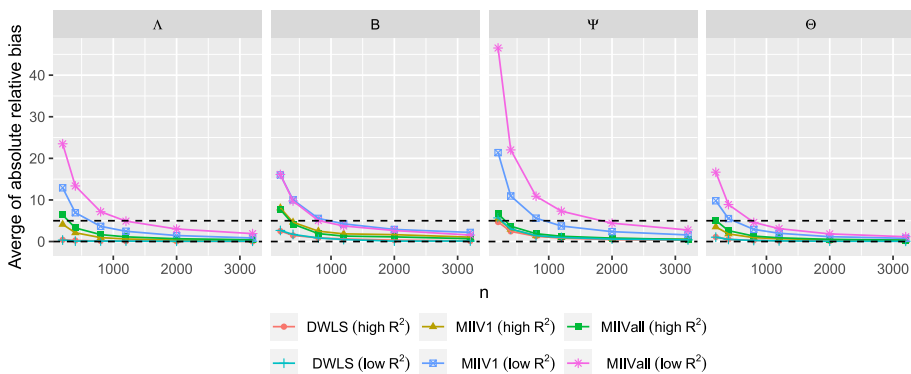 Λ B Ψ Θ
Averge of absolute relative bias
40
30
20
10
0
1000 2000 3000 1000 2000 3000 1000 2000 3000 1000 2000 3000
n
DWLS (high R²) MIIV1 (high R²) MIIVall (high R²)
DWLS (low R²) MIIV1 (low R²) MIIVall (low R²)